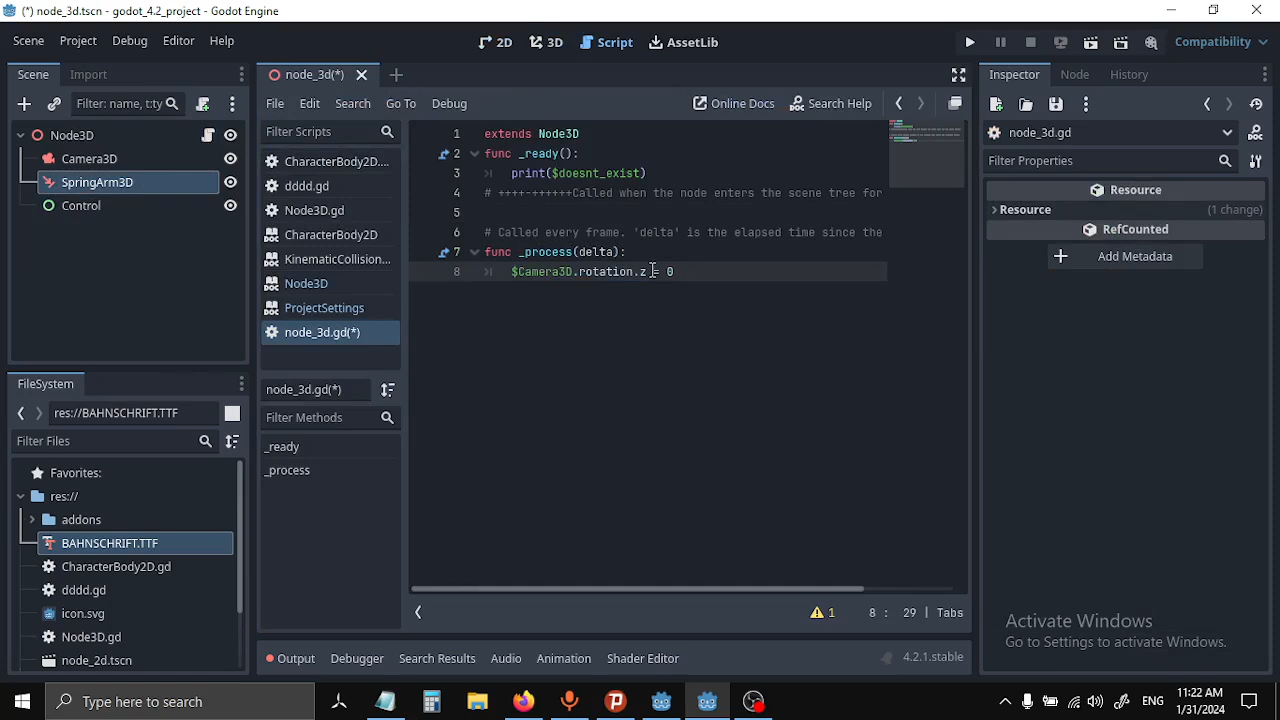 (*) node_3d.tscn - godot_4.2_project - Godot Engine
Scene Project Debug Editor Help
2D 3D Script AssetLib
Compatibility
Scene Import
Filter: name, t:ty
Node3D
Camera3D
SpringArm3D
Control
FileSystem
res://BAHNSCHRIFT.TTF
Filter Files
Favorites:
res://
addons
BAHNSCHRIFT.TTF
CharacterBody2D.gd
dddd.gd
icon.svg
Node3D.gd
node_2d.tscn
node_3d(*)
File Edit Search Go To Debug
Online Docs Search Help
Filter Scripts
CharacterBody2D....
dddd.gd
Node3D.gd
CharacterBody2D
KinematicCollision...
Node3D
ProjectSettings
node_3d.gd(*)
node_3d.gd(*)
Filter Methods
_ready
_process
1 extends Node3D
2 func _ready():
3 print($doesnt_exist)
4 # ++++-++++++Called when the node enters the scene tree for
5
6 # Called every frame. 'delta' is the elapsed time since the
7 func _process(delta):
8 $Camera3D.rotation.z = 0
1 8 : 29 | Tabs
Output Debugger Search Results Audio Animation Shader Editor
4.2.1.stable
Inspector Node History
node_3d.gd
Filter Properties
Resource
Resource (1 change)
RefCounted
Add Metadata
Activate Windows
Go to Settings to activate Windows.
Type here to search
ENG
11:22 AM
1/31/2024